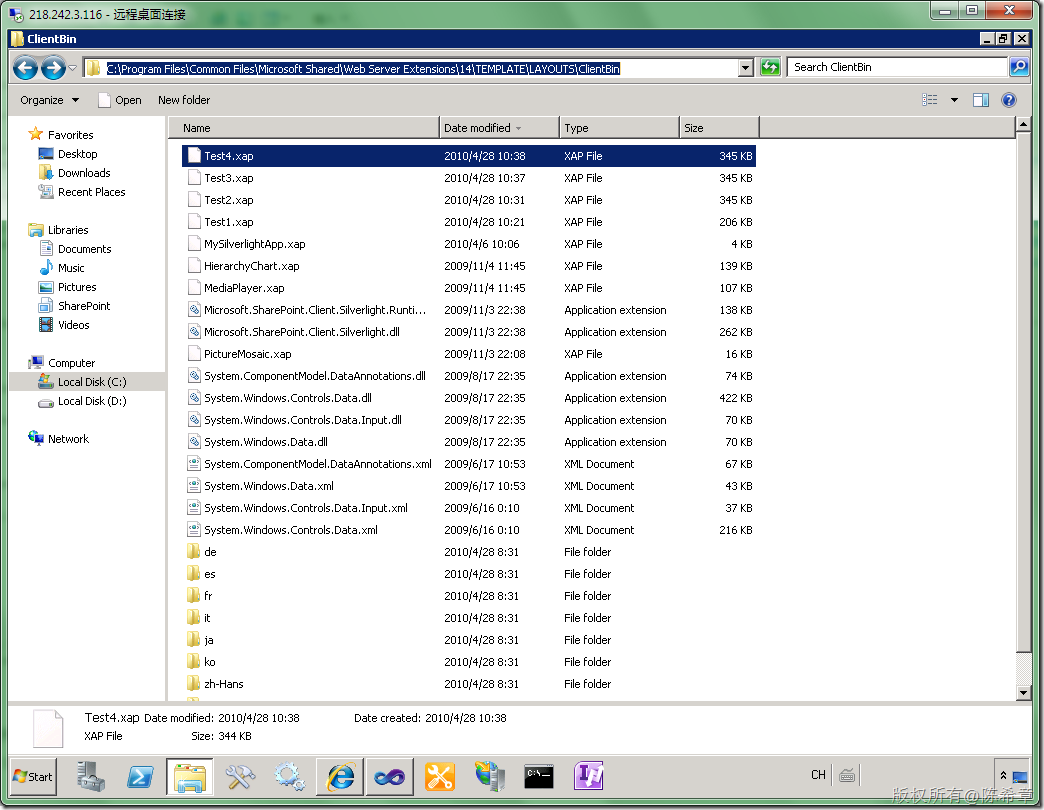 218.242.3.116 - 远程桌面连接
ClientBin
C:\Program Files\Common Files\Microsoft Shared\Web Server Extensions\14\TEMPLATE\LAYOUTS\ClientBin
Search ClientBin
Organize Open New folder
Favorites
Desktop
Downloads
Recent Places
Libraries
Documents
Music
Pictures
SharePoint
Videos
Computer
Local Disk (C:)
Local Disk (D:)
Network
Name Date modified Type Size
Test4.xap 2010/4/28 10:38 XAP File 345 KB
Test3.xap 2010/4/28 10:37 XAP File 345 KB
Test2.xap 2010/4/28 10:31 XAP File 345 KB
Test1.xap 2010/4/28 10:21 XAP File 206 KB
MySilverlightApp.xap 2010/4/6 10:06 XAP File 4 KB
HierarchyChart.xap 2009/11/4 11:45 XAP File 139 KB
MediaPlayer.xap 2009/11/4 11:45 XAP File 107 KB
Microsoft.SharePoint.Client.Silverlight.Runti... 2009/11/3 22:38 Application extension 138 KB
Microsoft.SharePoint.Client.Silverlight.dll 2009/11/3 22:38 Application extension 262 KB
PictureMosaic.xap 2009/11/3 22:08 XAP File 16 KB
System.ComponentModel.DataAnnotations.dll 2009/8/17 22:35 Application extension 74 KB
System.Windows.Controls.Data.dll 2009/8/17 22:35 Application extension 422 KB
System.Windows.Controls.Data.Input.dll 2009/8/17 22:35 Application extension 70 KB
System.Windows.Data.dll 2009/8/17 22:35 Application extension 70 KB
System.ComponentModel.DataAnnotations.xml 2009/6/17 10:53 XML Document 67 KB
System.Windows.Data.xml 2009/6/17 10:53 XML Document 43 KB
System.Windows.Controls.Data.Input.xml 2009/6/16 0:10 XML Document 37 KB
System.Windows.Controls.Data.xml 2009/6/16 0:10 XML Document 216 KB
de 2010/4/28 8:31 File folder
es 2010/4/28 8:31 File folder
fr 2010/4/28 8:31 File folder
it 2010/4/28 8:31 File folder
ja 2010/4/28 8:31 File folder
ko 2010/4/28 8:31 File folder
zh-Hans 2010/4/28 8:31 File folder
Test4.xap Date modified: 2010/4/28 10:38 Date created: 2010/4/28 10:38
XAP File Size: 344 KB
Start CH
版权所有@陈希章